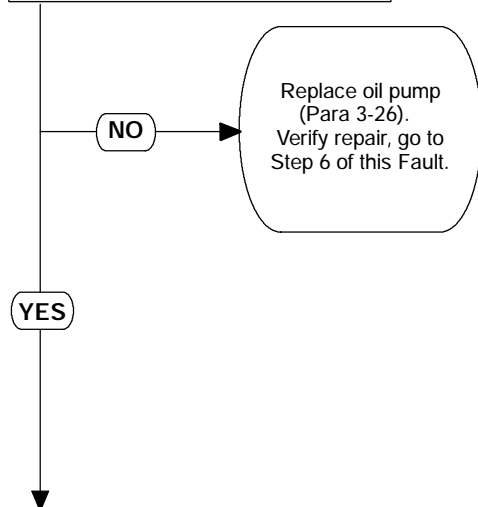 NO
Replace oil pump
(Para 3-26).
Verify repair, go to
Step 6 of this Fault.
YES